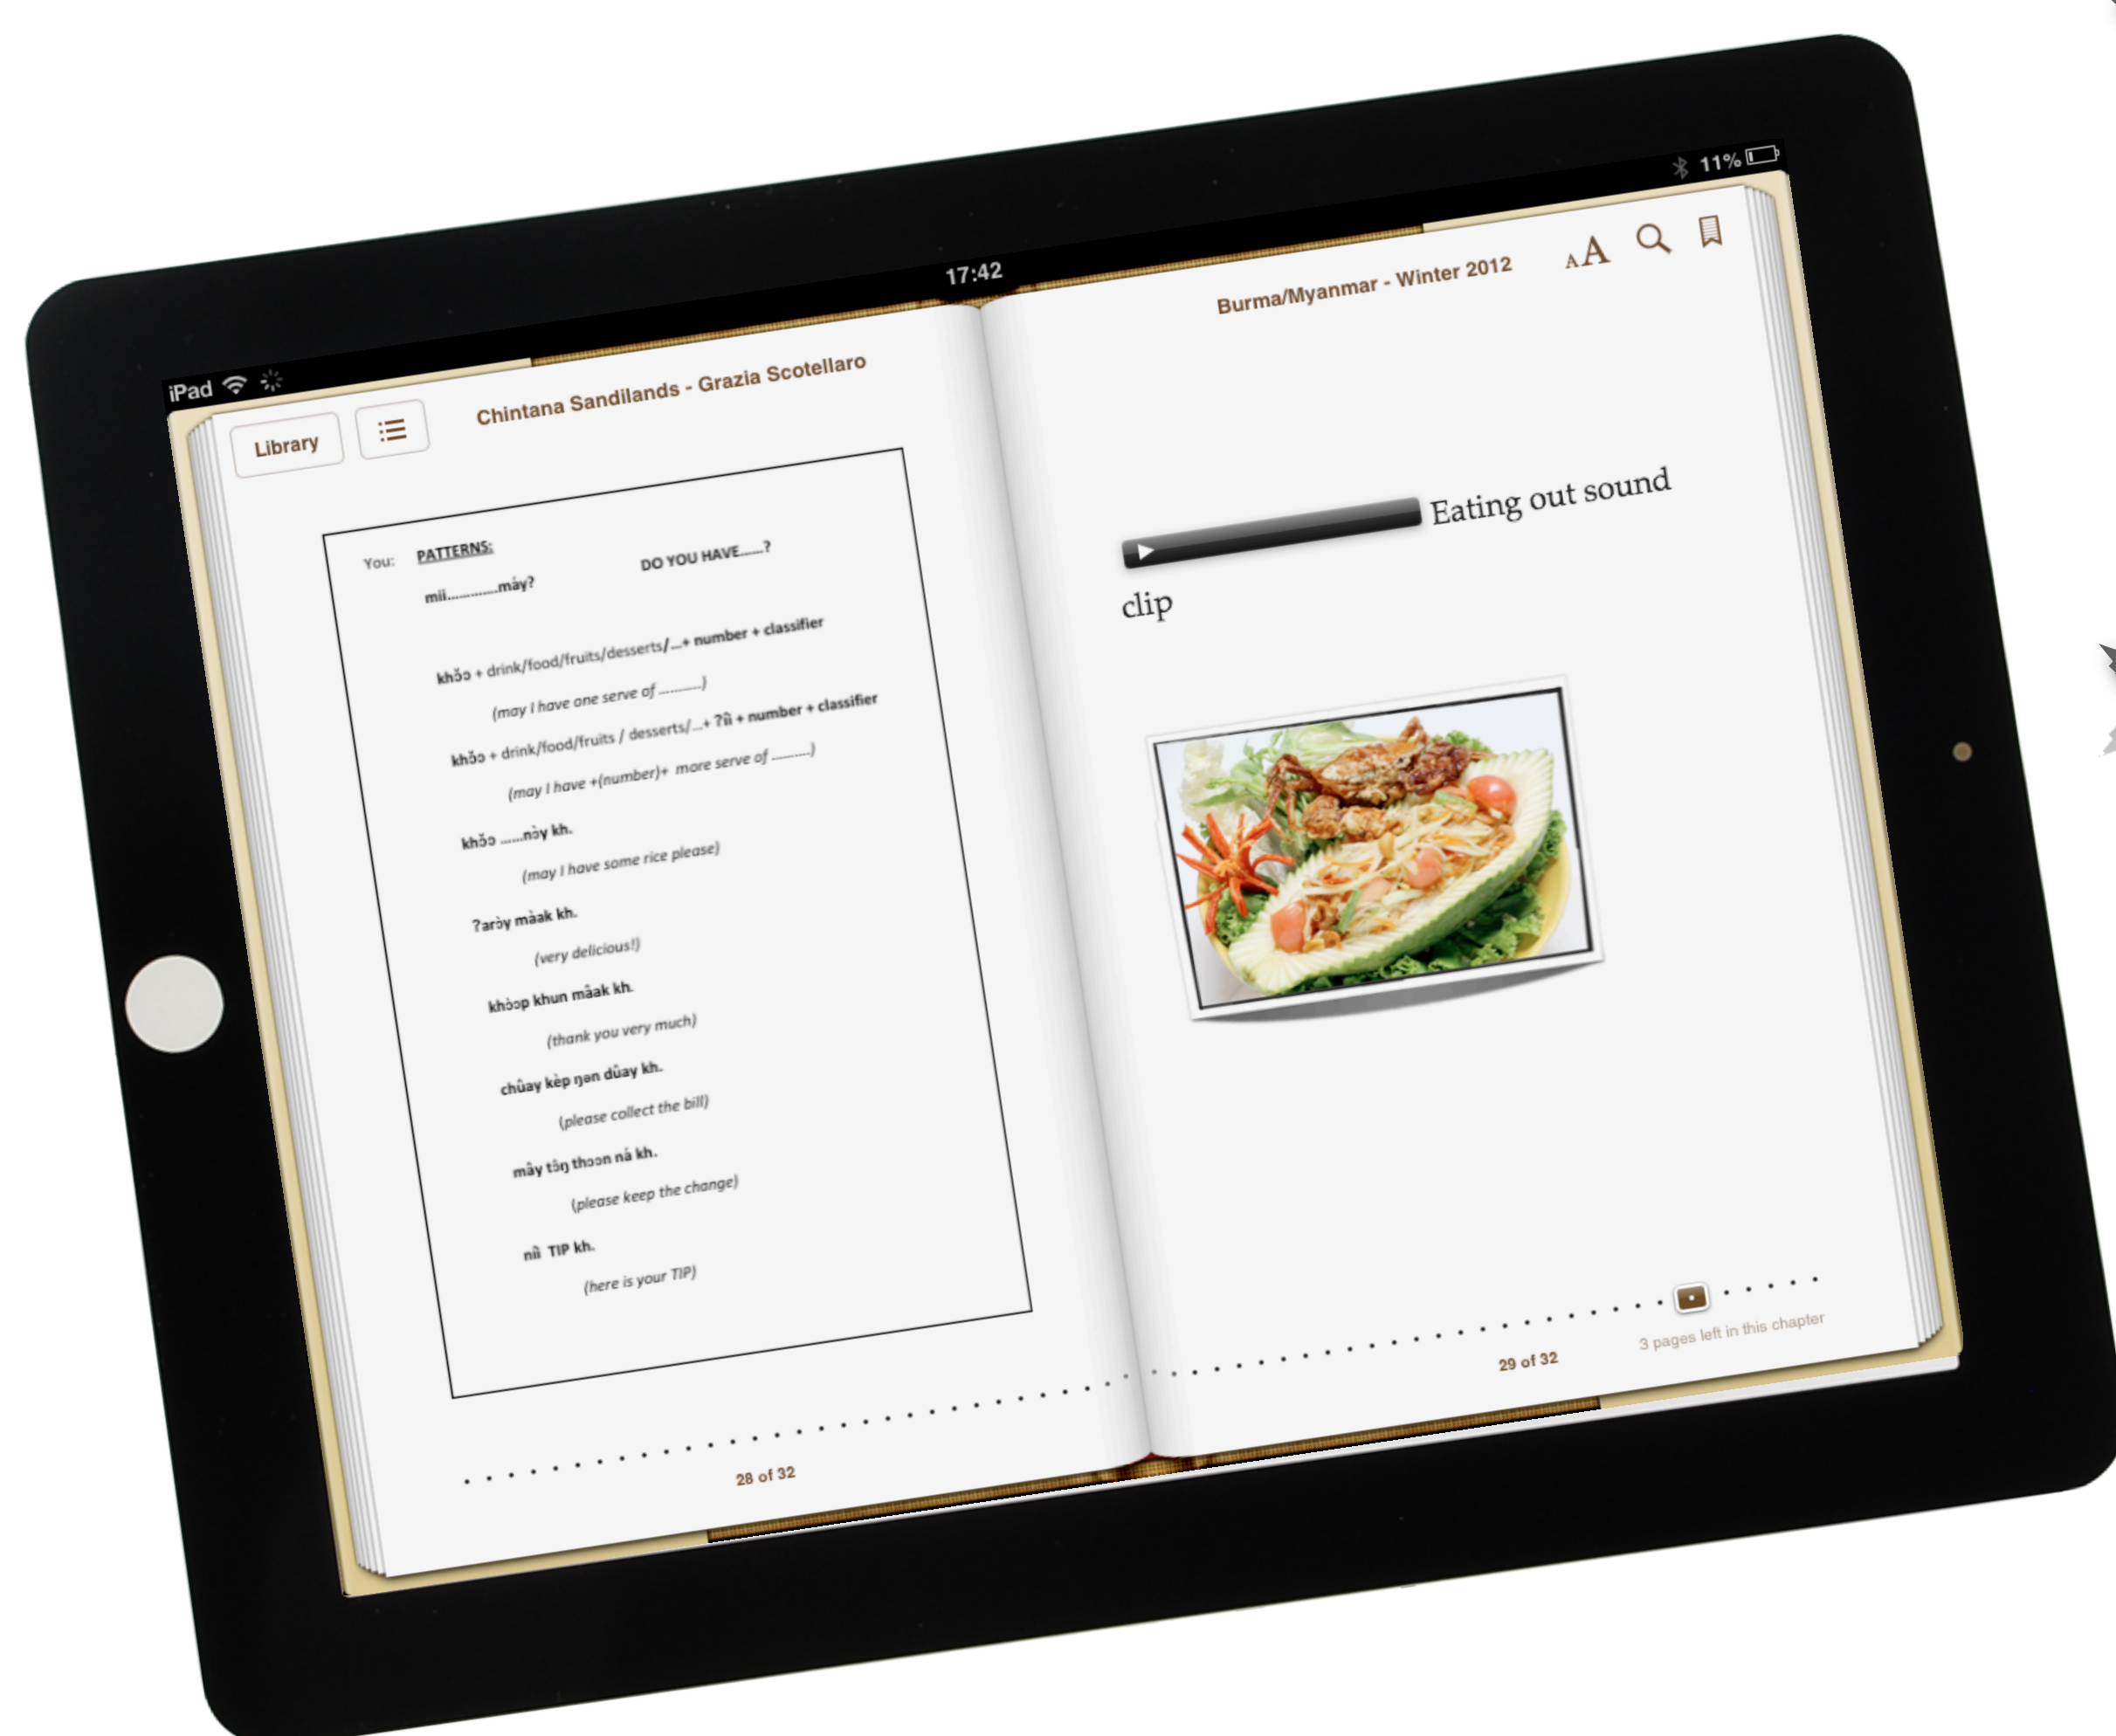 iPad
17:42
11%
Library
Chintana Sandilands - Grazia Scotellaro
You: PATTERNS:
mii.............máy? DO YOU HAVE......?
khɔ̌ɔ + drink/food/fruits/desserts/...+ number + classifier
(may I have one serve of ...........)
khɔ̌ɔ + drink/food/fruits / desserts/...+ ʔìi + number + classifier
(may I have +(number)+ more serve of ..........)
khɔ̌ɔ ......nɔ̀y kh.
(may I have some rice please)
ʔarɔ̀y màak kh.
(very delicious!)
khɔ̀ɔp khun mâak kh.
(thank you very much)
chûay kèp ŋən dûay kh.
(please collect the bill)
mây tɔ̂ŋ thɔɔn ná kh.
(please keep the change)
nîi TIP kh.
(here is your TIP)
28 of 32
Burma/Myanmar - Winter 2012
AA
Eating out sound
clip
29 of 32
3 pages left in this chapter